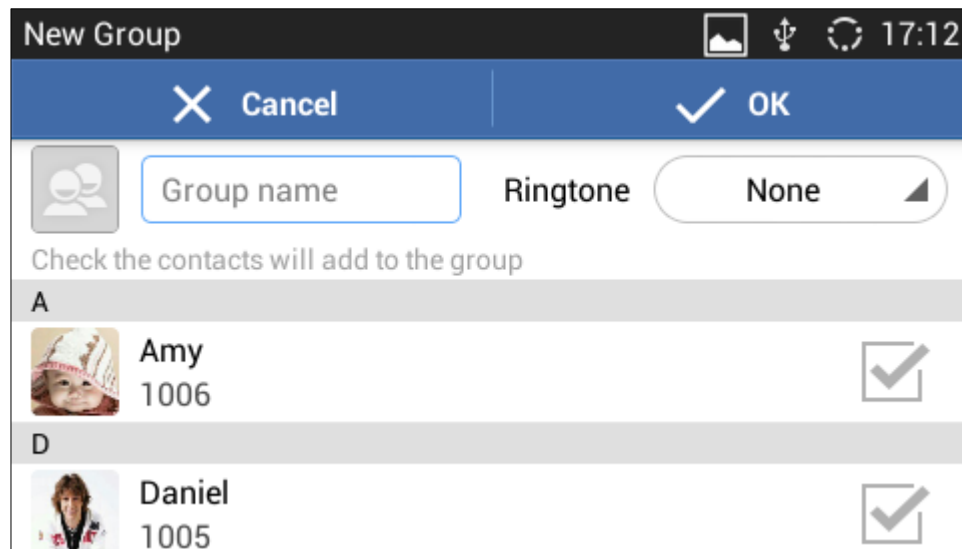 New Group 17:12
Cancel OK
Group name Ringtone None
Check the contacts will add to the group
A
Amy
1006
D
Daniel
1005